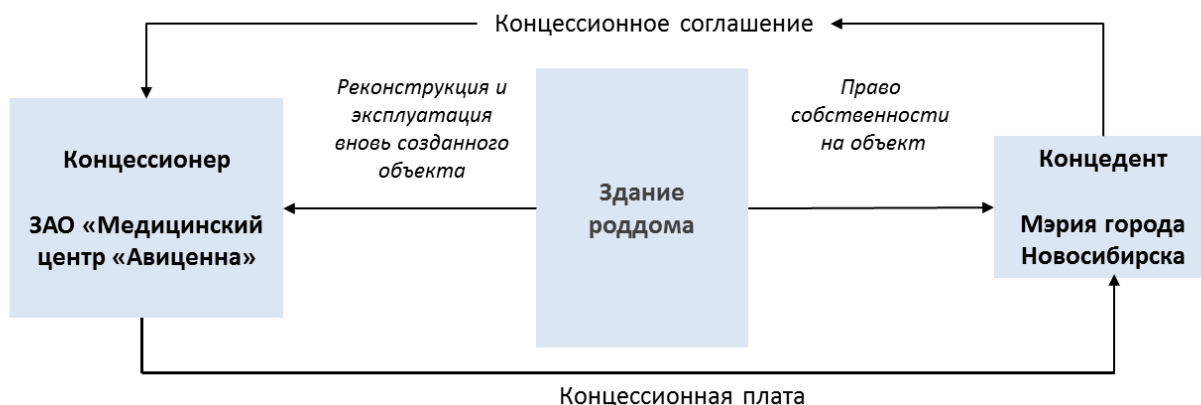 Концессионное соглашение
Реконструкция и
эксплуатация
вновь созданного
объекта
Право
собственности
на объект
Концессионер
ЗАО «Медицинский
центр «Авиценна»
Здание
роддома
Концедент
Мэрия города
Новосибирска
Концессионная плата